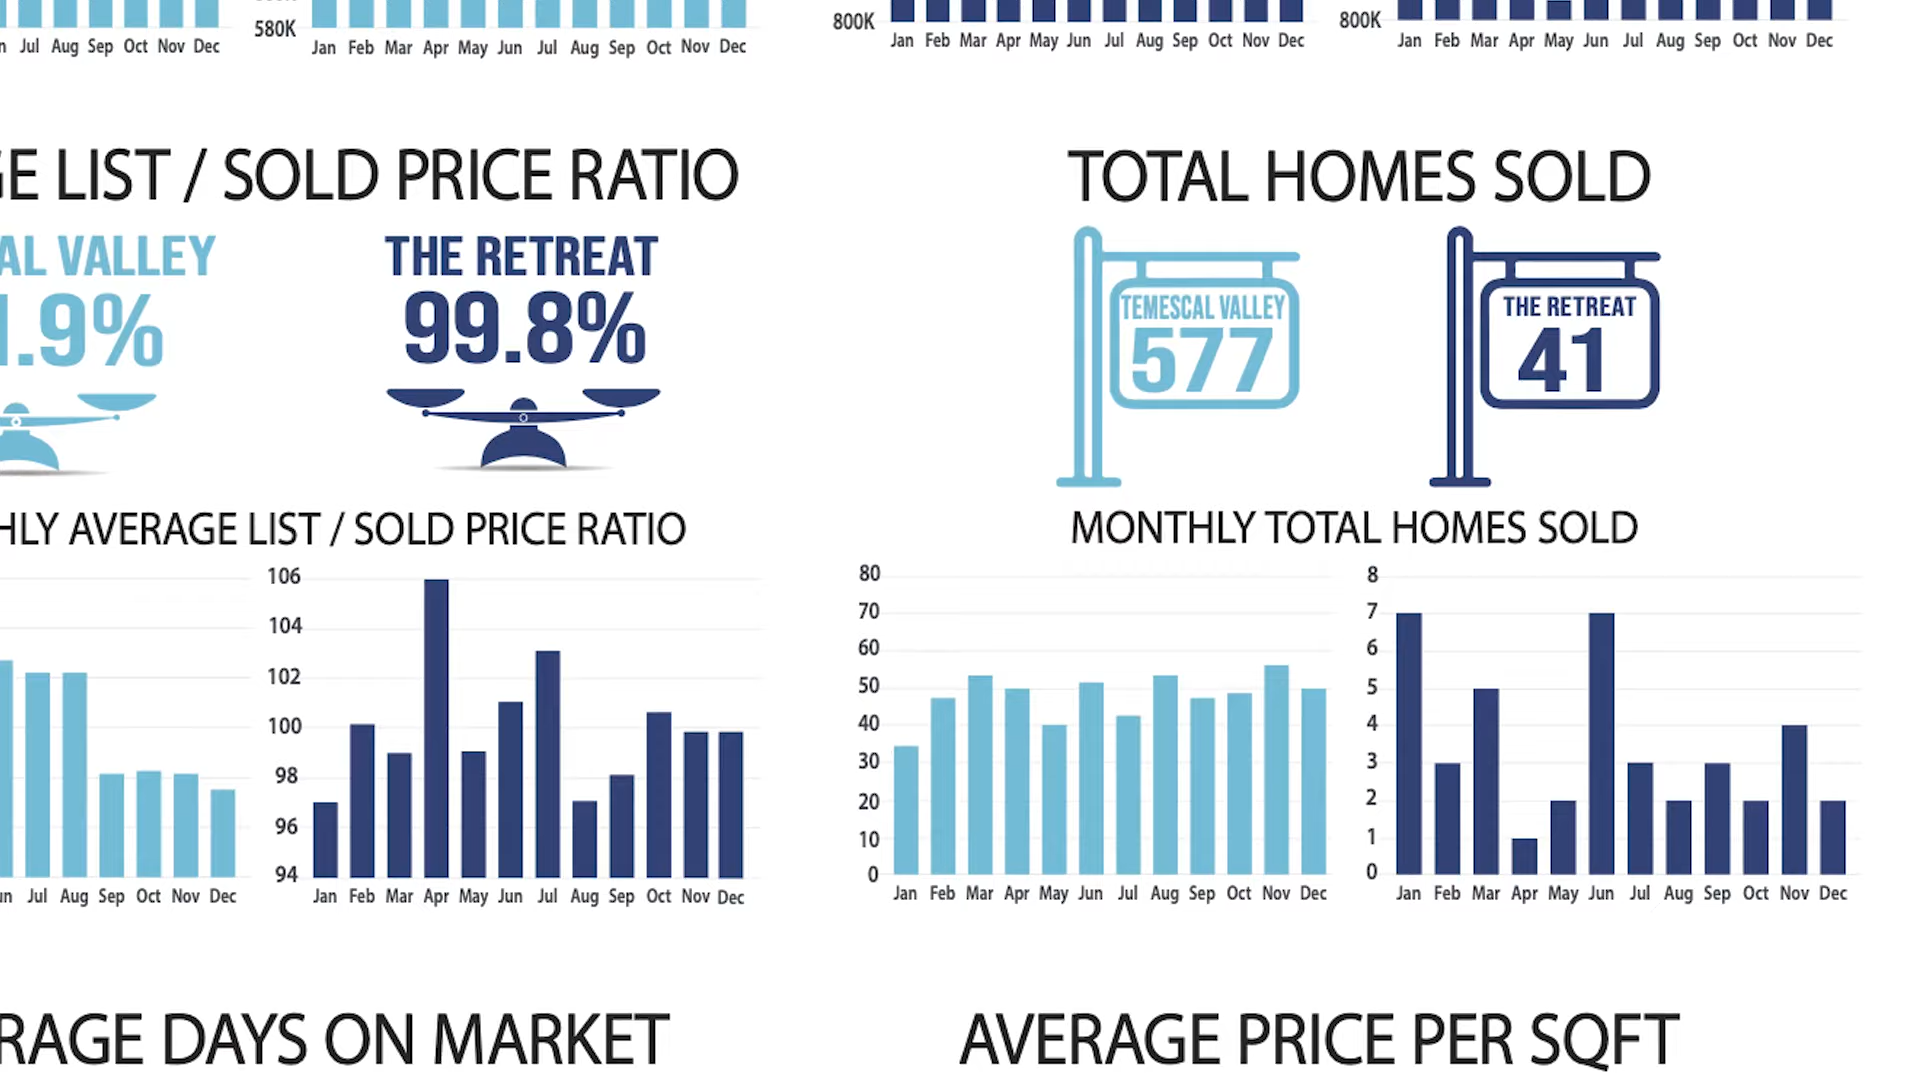 580K
Jul Aug Sep Oct Nov Dec
Jan Feb Mar Apr May Jun Jul Aug Sep Oct Nov Dec
800K
Jan Feb Mar Apr May Jun Jul Aug Sep Oct Nov Dec
800K
Jan Feb Mar Apr May Jun Jul Aug Sep Oct Nov Dec
GE LIST / SOLD PRICE RATIO
AL VALLEY
.9%
THE RETREAT
99.8%
HLY AVERAGE LIST / SOLD PRICE RATIO
Jul Aug Sep Oct Nov Dec
106
104
102
100
98
96
94
Jan Feb Mar Apr May Jun Jul Aug Sep Oct Nov Dec
TOTAL HOMES SOLD
TEMESCAL VALLEY
577
THE RETREAT
41
MONTHLY TOTAL HOMES SOLD
80
70
60
50
40
30
20
10
0
Jan Feb Mar Apr May Jun Jul Aug Sep Oct Nov Dec
8
7
6
5
4
3
2
1
0
Jan Feb Mar Apr May Jun Jul Aug Sep Oct Nov Dec
RAGE DAYS ON MARKET
AVERAGE PRICE PER SQFT